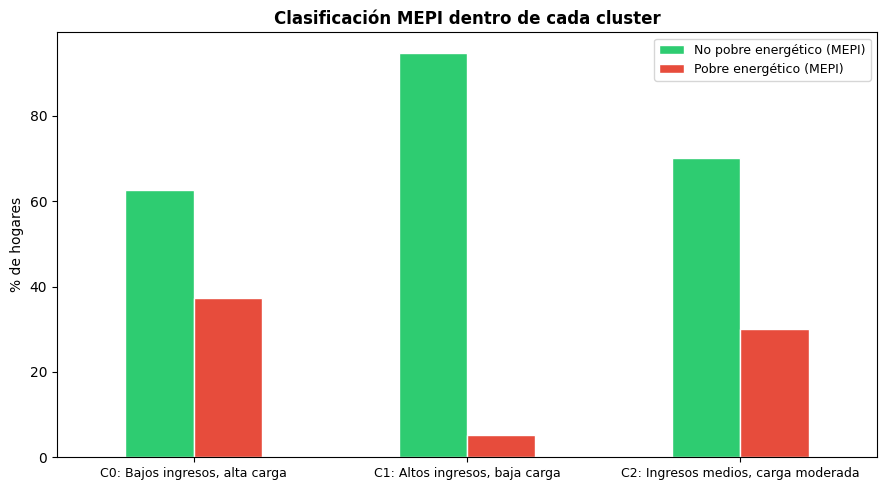 Clasificación MEPI dentro de cada cluster
No pobre energético (MEPI)
Pobre energético (MEPI)
% de hogares
80
60
40
20
0
C0: Bajos ingresos, alta carga
C1: Altos ingresos, baja carga
C2: Ingresos medios, carga moderada